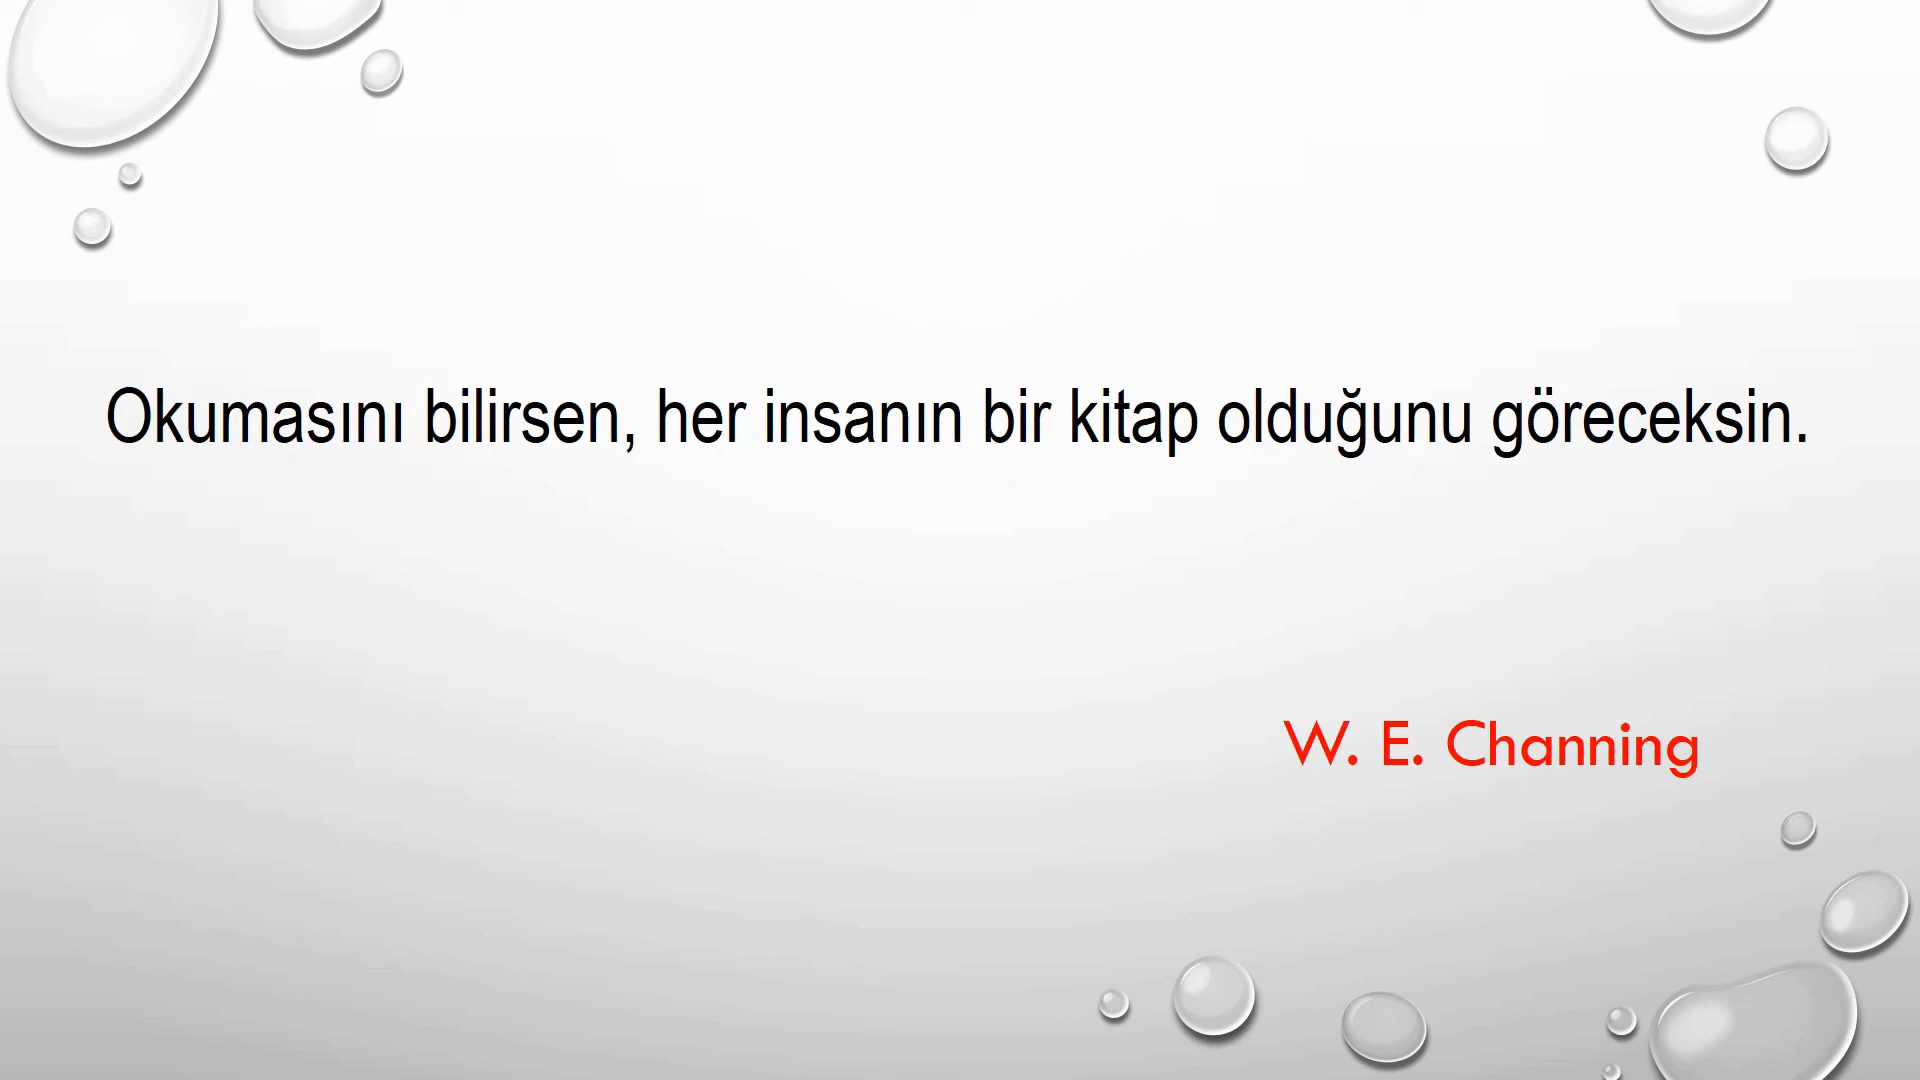 Okumasını bilirsen, her insanın bir kitap olduğunu göreceksin.
W. E. Channing